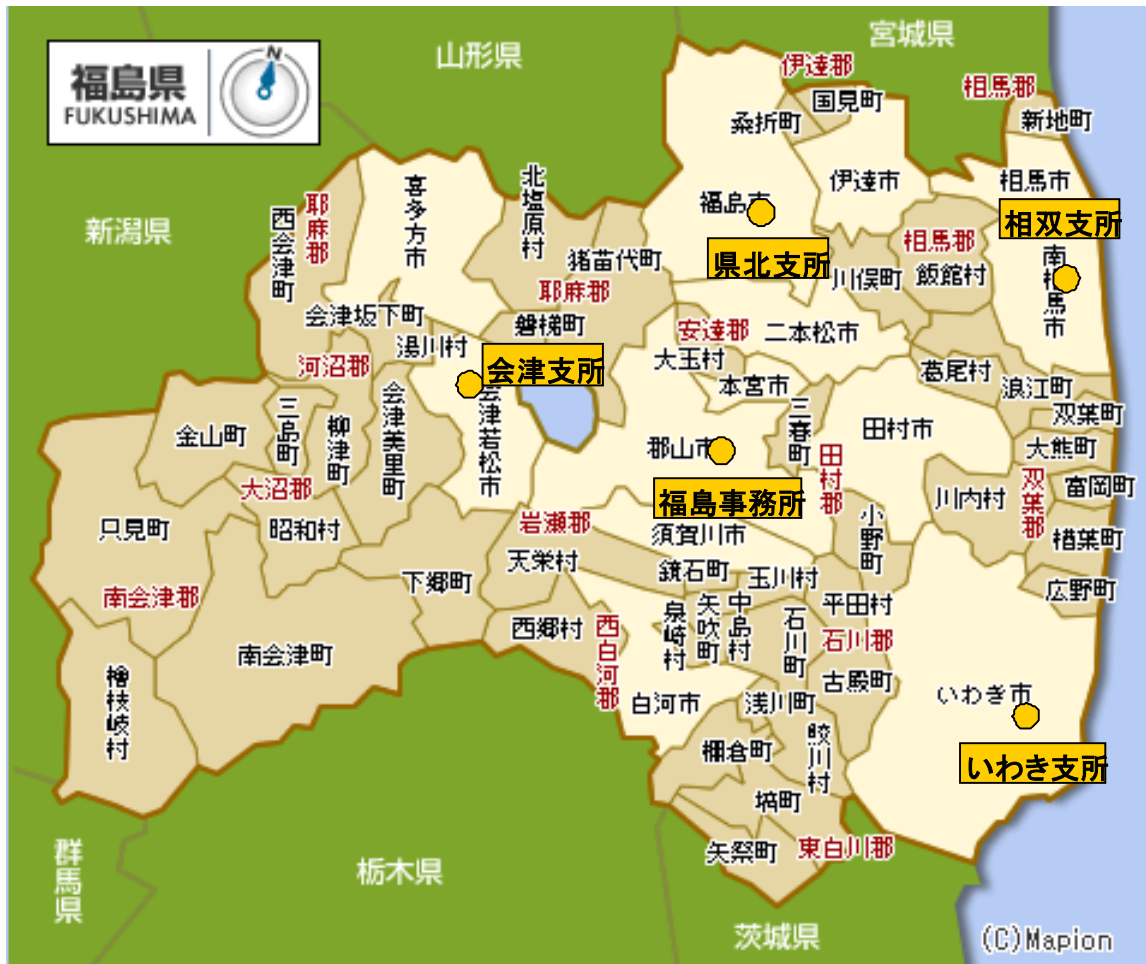 福島県
FUKUSHIMA
N
山形県
宮城県
新潟県
群馬県
栃木県
茨城県
伊達郡
国見町
桑折町
相馬郡
新地町
伊達市
相馬市
福島市
相双支所
県北支所
相馬郡
川俣町
飯館村
南相馬市
北塩原村
喜多方市
耶麻郡
西会津町
猪苗代町
耶麻郡
会津坂下町
磐梯町
湯川村
会津支所
安達郡
二本松市
大玉村
本宮市
葛尾村
浪江町
双葉町
河沼郡
会津美里町
会津若松市
三島町
柳津町
金山町
三春町
田村市
大熊町
郡山市
田村郡
川内村
双葉郡
富岡町
福島事務所
大沼郡
昭和村
只見町
岩瀬郡
須賀川市
小野町
楢葉町
天栄村
鏡石町
玉川村
下郷町
平田村
広野町
南会津郡
西郷村
西白河郡
泉崎村
矢吹町
中島村
石川町
石川郡
南会津町
檜枝岐村
白河市
浅川町
古殿町
いわき市
鮫川村
棚倉町
いわき支所
塙町
矢祭町
東白川郡
(C)Mapion